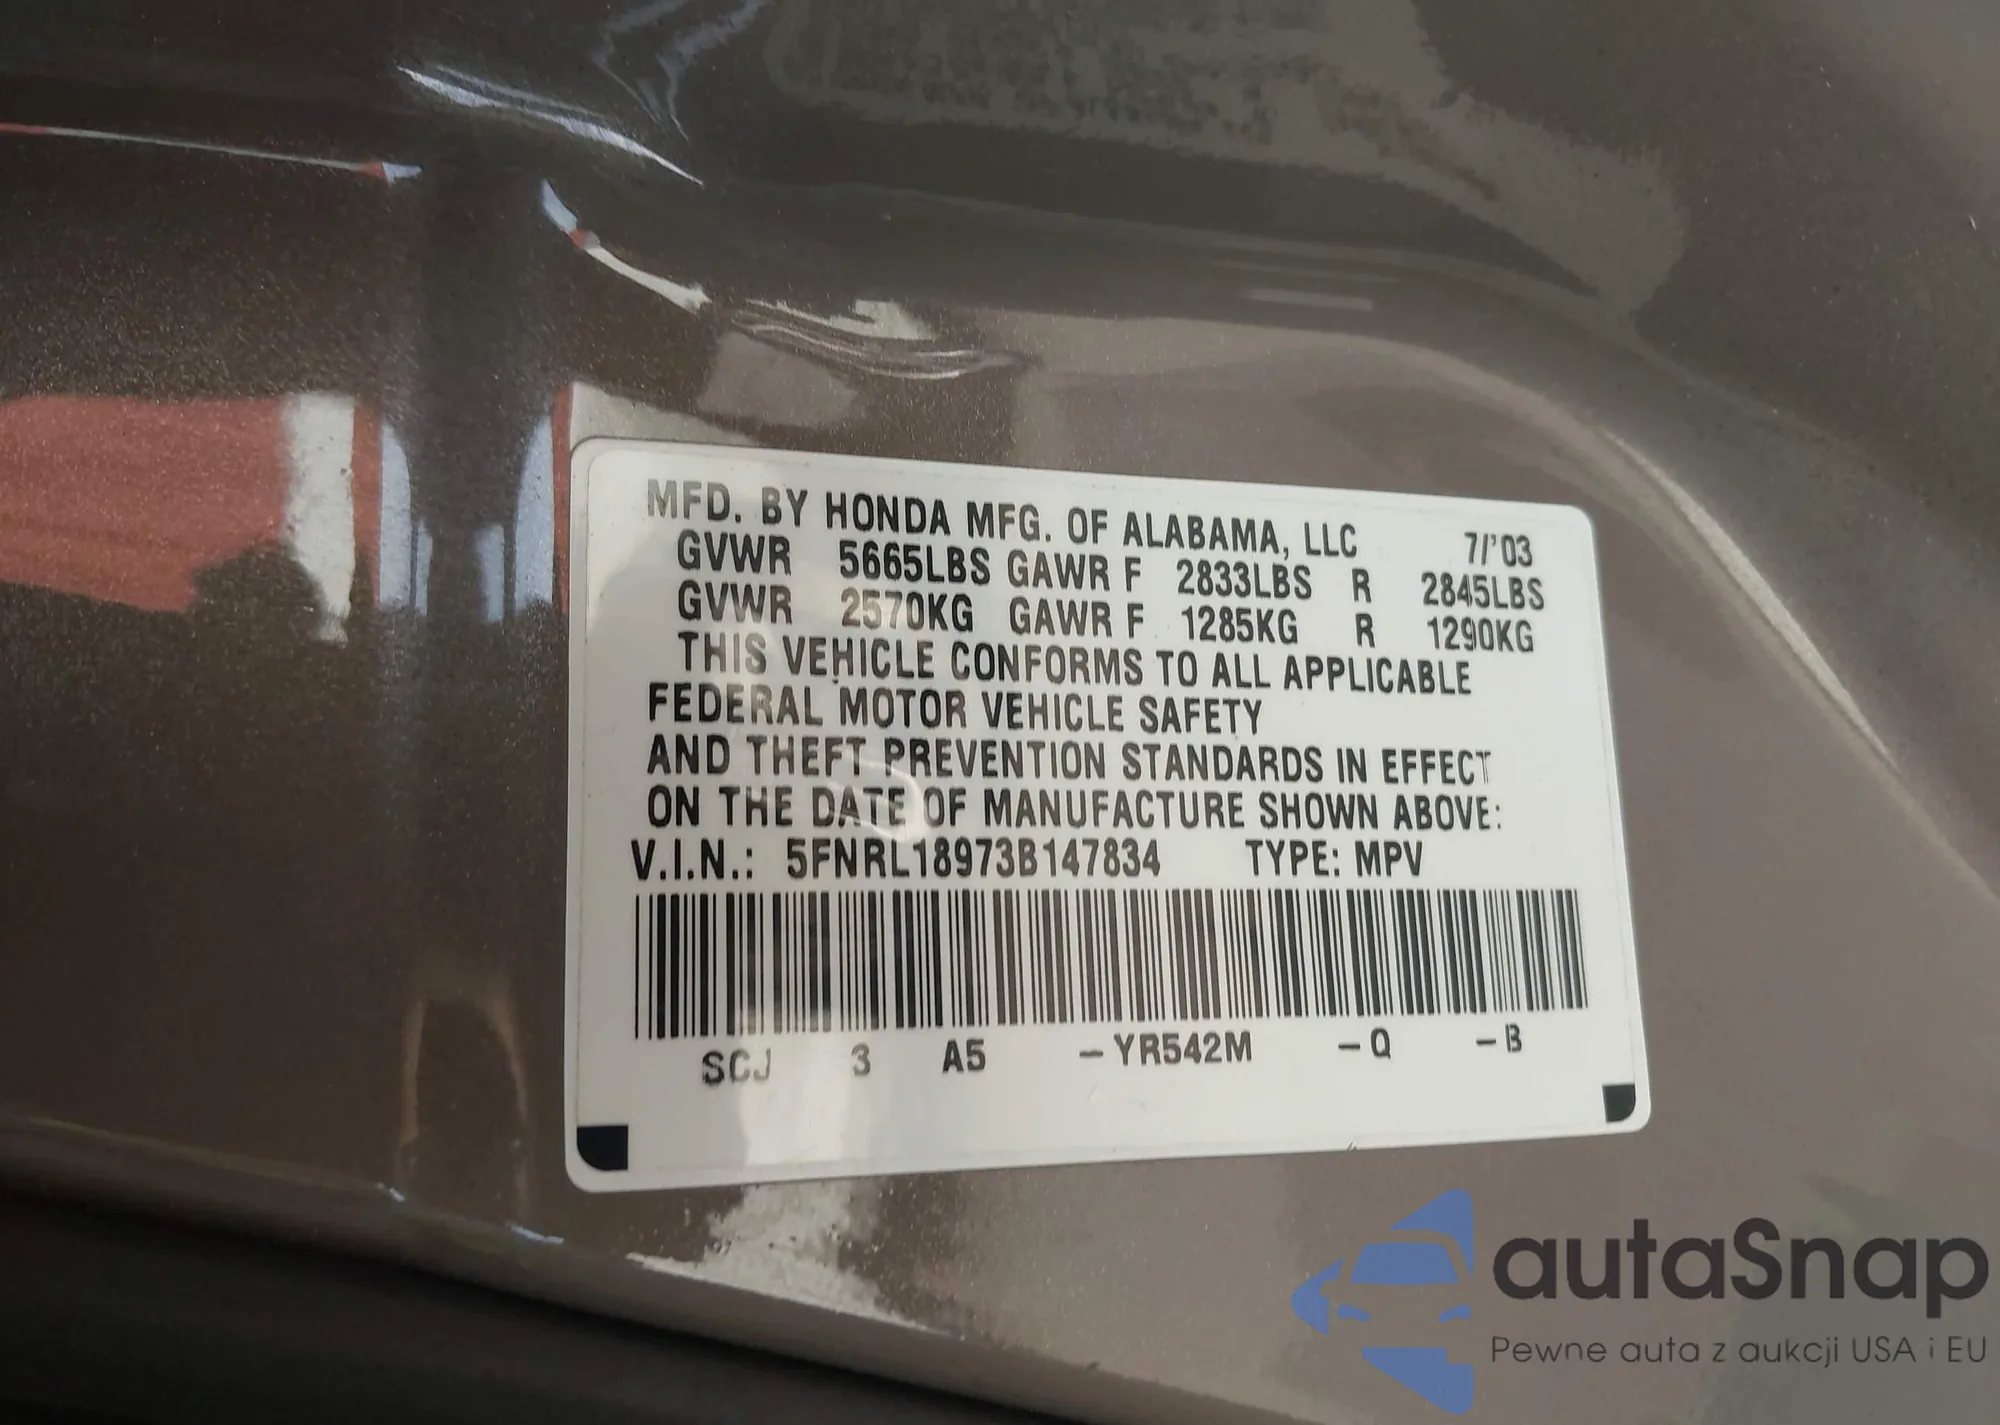 MFD. BY HONDA MFG. OF ALABAMA, LLC 7/'03
GVWR 5665LBS GAWR F 2833LBS R 2845LBS
GVWR 2570KG GAWR F 1285KG R 1290KG
THIS VEHICLE CONFORMS TO ALL APPLICABLE
FEDERAL MOTOR VEHICLE SAFETY
AND THEFT PREVENTION STANDARDS IN EFFECT
ON THE DATE OF MANUFACTURE SHOWN ABOVE:
V.I.N.: 5FNRL18973B147834 TYPE: MPV
SCJ 3 A5 -YR542M -Q -B
autaSnap
Pewne auta z aukcji USA i EU